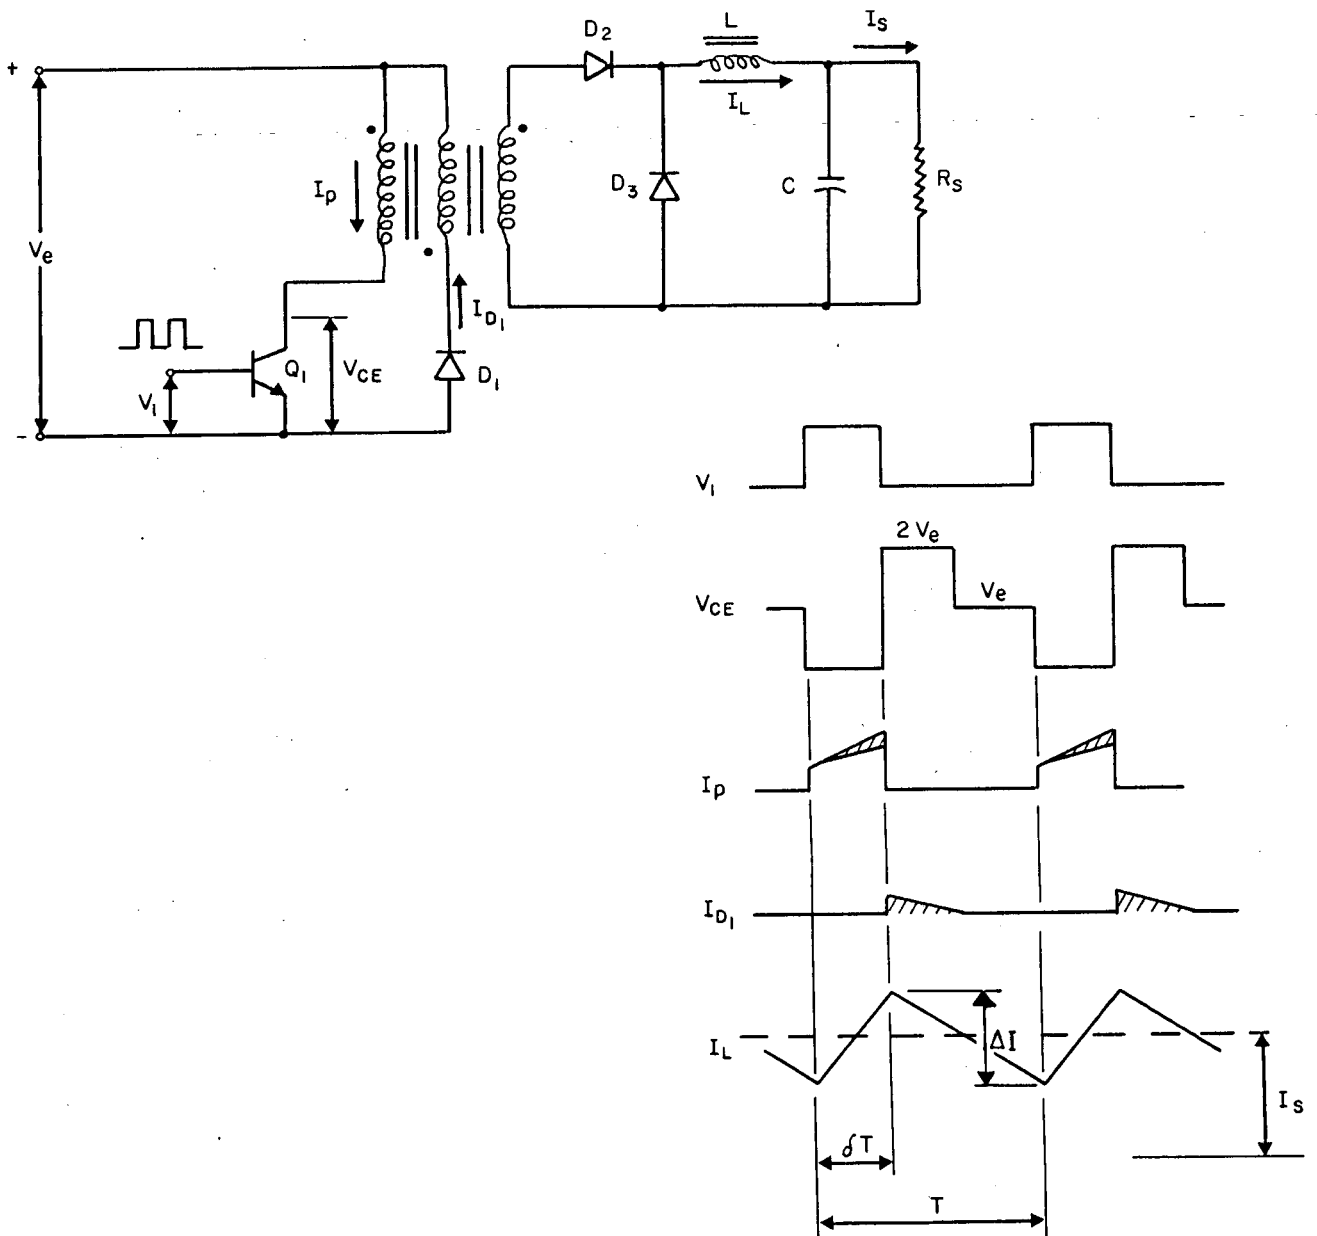 D2 L IS
+
IL
Ip D3 C RS
Ve
ID1
Q1 VCE D1
V1
-
V1
2 Ve
VCE Ve
Ip
ID1
IL ΔI
IS
δT
T